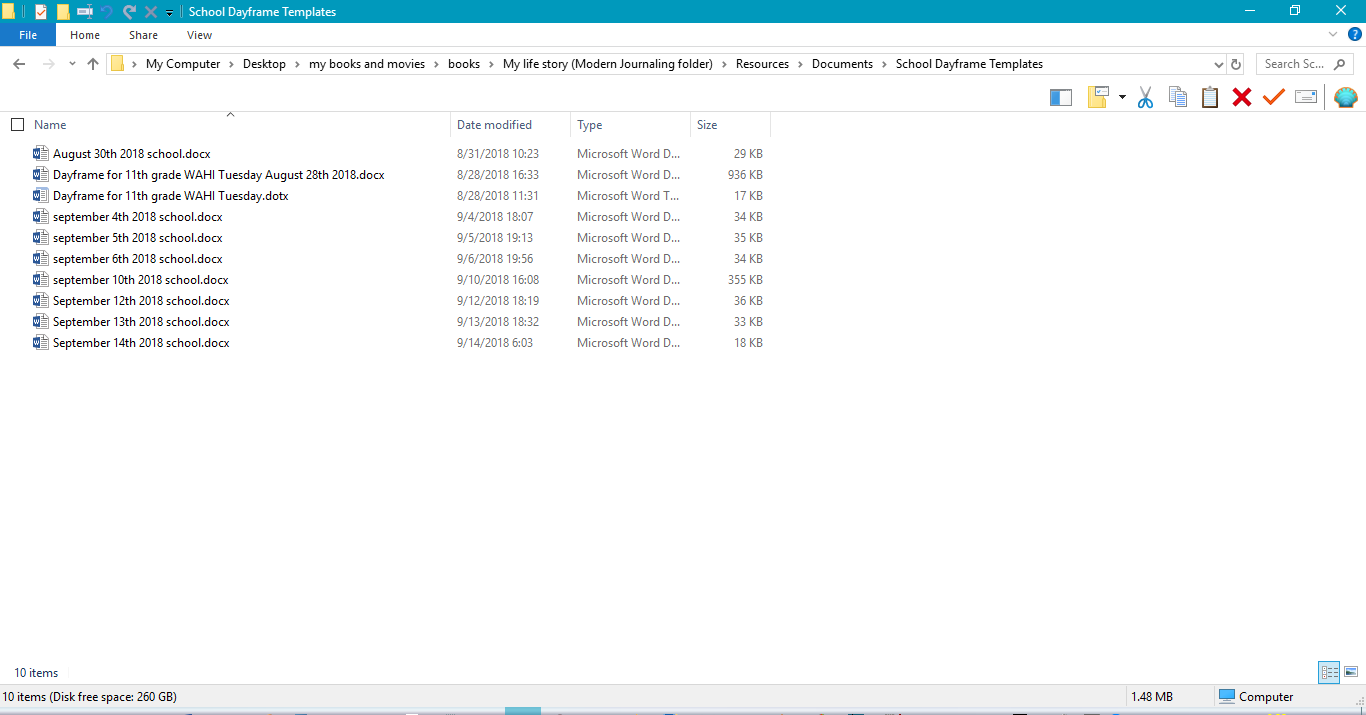 School Dayframe Templates
File Home Share View
My Computer Desktop my books and movies books My life story (Modern Journaling folder) Resources Documents School Dayframe Templates Search Sc...
Name Date modified Type Size
August 30th 2018 school.docx 8/31/2018 10:23 Microsoft Word D... 29 KB
Dayframe for 11th grade WAHI Tuesday August 28th 2018.docx 8/28/2018 16:33 Microsoft Word D... 936 KB
Dayframe for 11th grade WAHI Tuesday.dotx 8/28/2018 11:31 Microsoft Word T... 17 KB
september 4th 2018 school.docx 9/4/2018 18:07 Microsoft Word D... 34 KB
september 5th 2018 school.docx 9/5/2018 19:13 Microsoft Word D... 35 KB
september 6th 2018 school.docx 9/6/2018 19:56 Microsoft Word D... 34 KB
september 10th 2018 school.docx 9/10/2018 16:08 Microsoft Word D... 355 KB
September 12th 2018 school.docx 9/12/2018 18:19 Microsoft Word D... 36 KB
September 13th 2018 school.docx 9/13/2018 18:32 Microsoft Word D... 33 KB
September 14th 2018 school.docx 9/14/2018 6:03 Microsoft Word D... 18 KB
10 items
10 items (Disk free space: 260 GB) 1.48 MB Computer